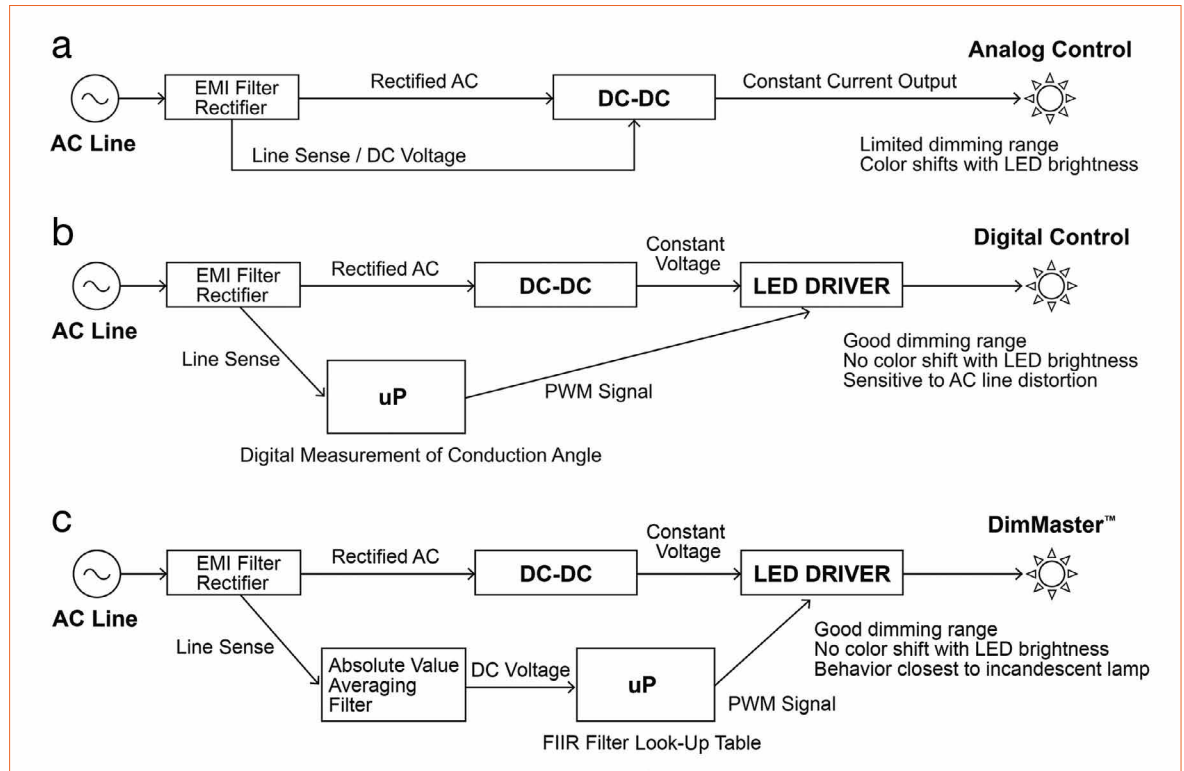 a
Analog Control
EMI Filter
Rectifier
Rectified AC
DC-DC
Constant Current Output
AC Line
Line Sense / DC Voltage
Limited dimming range
Color shifts with LED brightness
b
Digital Control
EMI Filter
Rectifier
Rectified AC
DC-DC
Constant
Voltage
LED DRIVER
AC Line
Line Sense
uP
PWM Signal
Good dimming range
No color shift with LED brightness
Sensitive to AC line distortion
Digital Measurement of Conduction Angle
c
DimMaster™
EMI Filter
Rectifier
Rectified AC
DC-DC
Constant
Voltage
LED DRIVER
AC Line
Line Sense
Absolute Value
Averaging
Filter
DC Voltage
uP
PWM Signal
Good dimming range
No color shift with LED brightness
Behavior closest to incandescent lamp
FIIR Filter Look-Up Table